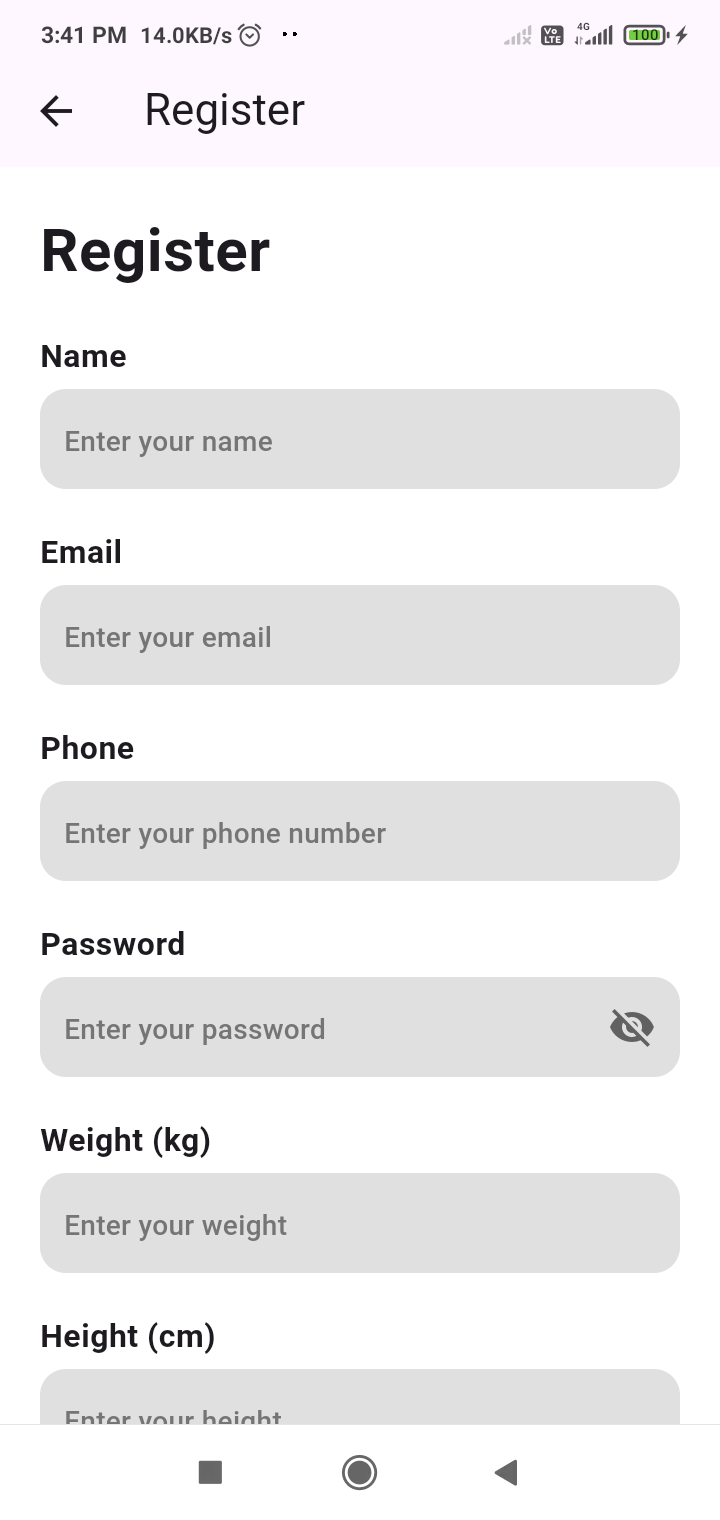 3:41 PM 14.0KB/s
Vo LTE 4G 100
Register
Register
Name
Enter your name
Email
Enter your email
Phone
Enter your phone number
Password
Enter your password
Weight (kg)
Enter your weight
Height (cm)
Enter your height